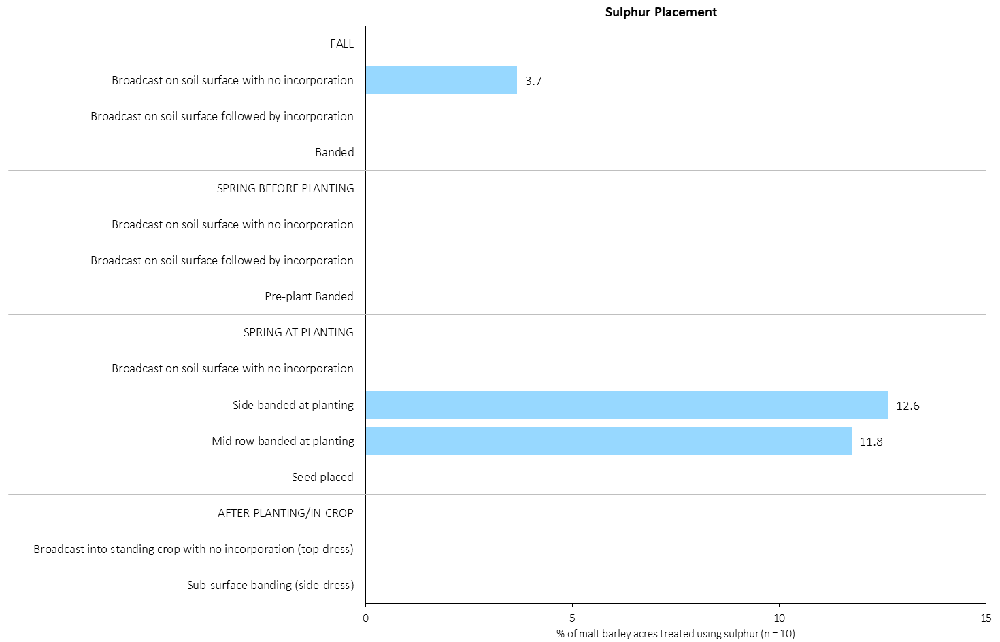 Sulphur Placement
FALL
Broadcast on soil surface with no incorporation
3.7
Broadcast on soil surface followed by incorporation
Banded
SPRING BEFORE PLANTING
Broadcast on soil surface with no incorporation
Broadcast on soil surface followed by incorporation
Pre-plant Banded
SPRING AT PLANTING
Broadcast on soil surface with no incorporation
Side banded at planting
12.6
Mid row banded at planting
11.8
Seed placed
AFTER PLANTING/IN-CROP
Broadcast into standing crop with no incorporation (top-dress)
Sub-surface banding (side-dress)
0 5 10 15
% of malt barley acres treated using sulphur (n = 10)